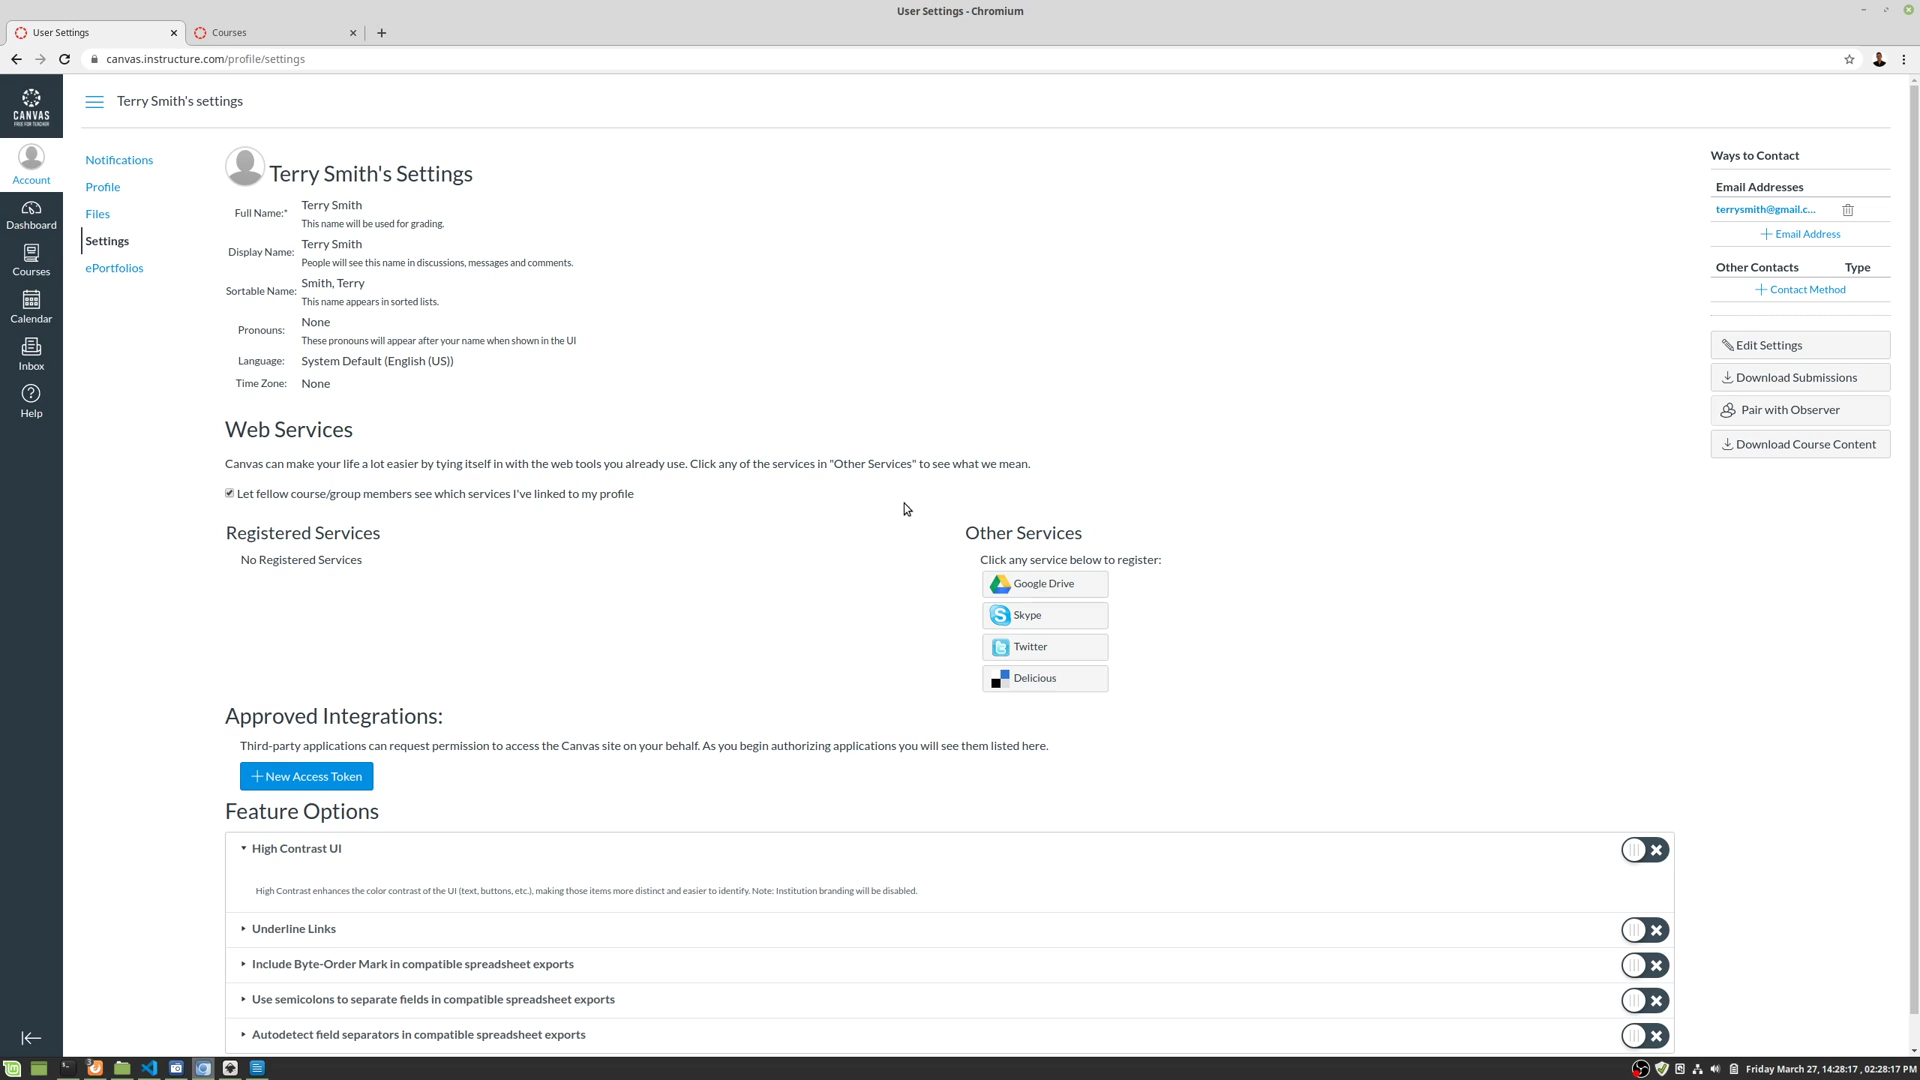 User Settings - Chromium
User Settings
Courses
canvas.instructure.com/profile/settings
CANVAS
FREE FOR TEACHER
Account
Dashboard
Courses
Calendar
Inbox
Help
Terry Smith's settings
Notifications
Profile
Files
Settings
ePortfolios
Terry Smith's Settings
Full Name:* Terry Smith
This name will be used for grading.
Display Name: Terry Smith
People will see this name in discussions, messages and comments.
Sortable Name: Smith, Terry
This name appears in sorted lists.
Pronouns: None
These pronouns will appear after your name when shown in the UI
Language: System Default (English (US))
Time Zone: None
Web Services
Canvas can make your life a lot easier by tying itself in with the web tools you already use. Click any of the services in "Other Services" to see what we mean.
Let fellow course/group members see which services I've linked to my profile
Registered Services
No Registered Services
Other Services
Click any service below to register:
Google Drive
Skype
Twitter
Delicious
Approved Integrations:
Third-party applications can request permission to access the Canvas site on your behalf. As you begin authorizing applications you will see them listed here.
New Access Token
Feature Options
High Contrast UI
High Contrast enhances the color contrast of the UI (text, buttons, etc.), making those items more distinct and easier to identify. Note: Institution branding will be disabled.
Underline Links
Include Byte-Order Mark in compatible spreadsheet exports
Use semicolons to separate fields in compatible spreadsheet exports
Autodetect field separators in compatible spreadsheet exports
Ways to Contact
Email Addresses
terrysmith@gmail.c...
Email Address
Other Contacts Type
Contact Method
Edit Settings
Download Submissions
Pair with Observer
Download Course Content
Friday March 27, 14:28:17 , 02:28:17 PM